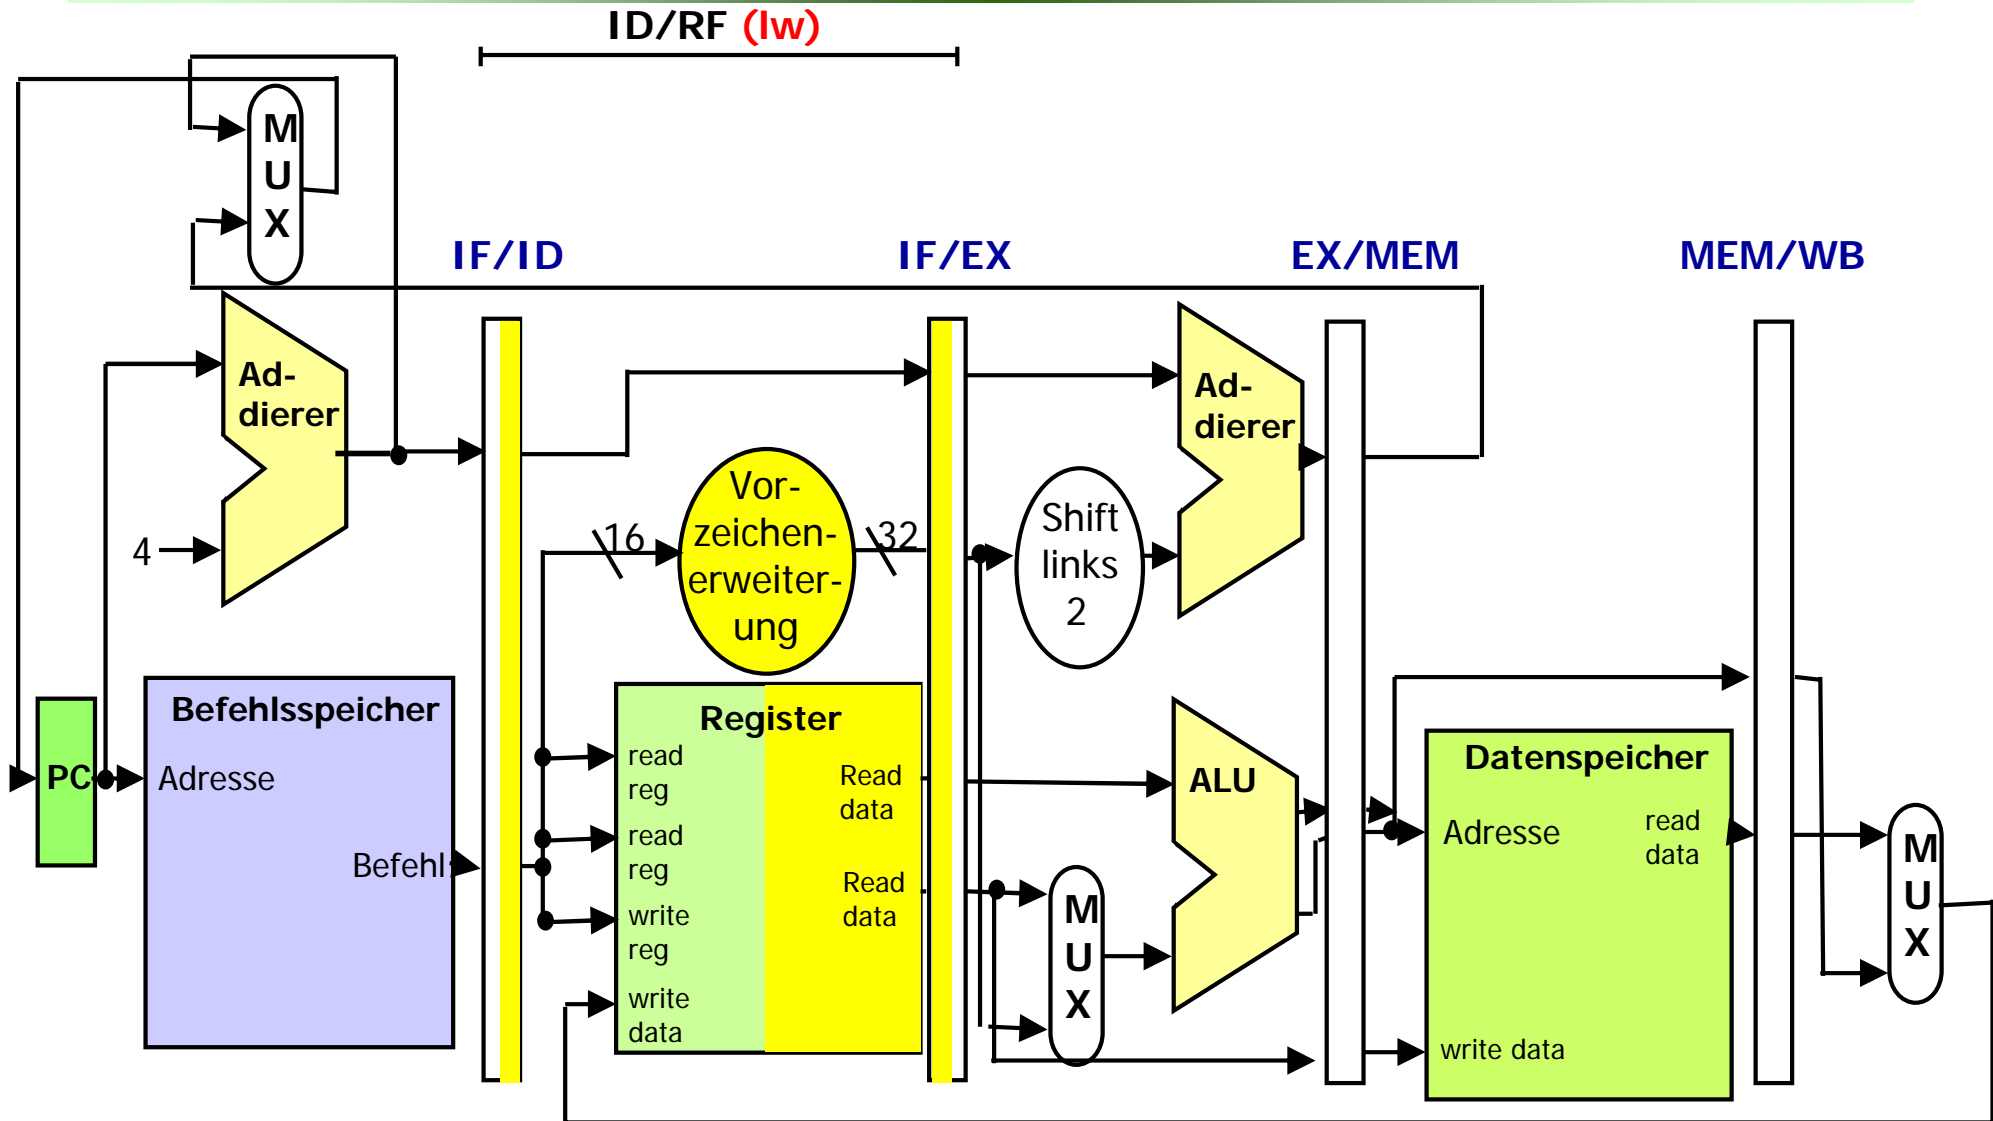 ID/RF (lw)
M
U
X
IF/ID
IF/EX
EX/MEM
MEM/WB
Ad-
dierer
4
16
Vor-
zeichen-
erweiter-
ung
32
Shift
links
2
Ad-
dierer
PC
Befehlsspeicher
Adresse
Befehl
Register
read
reg
read
reg
write
reg
write
data
Read
data
Read
data
M
U
X
ALU
Datenspeicher
Adresse
read
data
write data
M
U
X